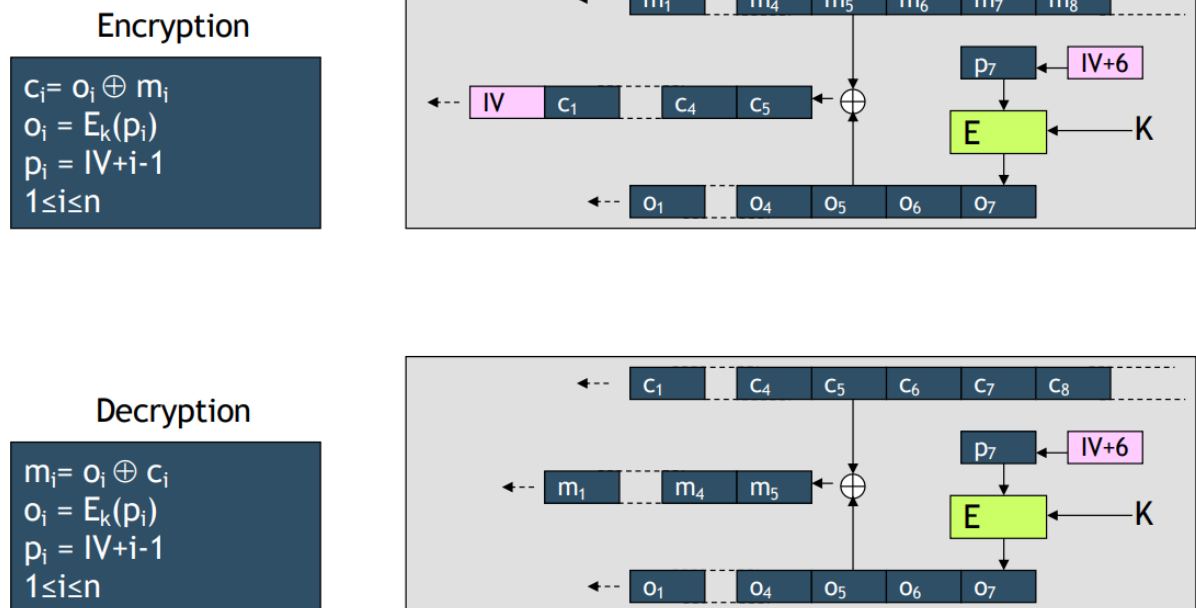 Encryption
cᵢ= oᵢ ⊕ mᵢ
oᵢ = Eₖ(pᵢ)
pᵢ = IV+i-1
1≤i≤n
m₁ m₄ m₅ m₆ m₇ m₈
p₇ IV+6
IV c₁ c₄ c₅
E K
o₁ o₄ o₅ o₆ o₇
Decryption
mᵢ= oᵢ ⊕ cᵢ
oᵢ = Eₖ(pᵢ)
pᵢ = IV+i-1
1≤i≤n
c₁ c₄ c₅ c₆ c₇ c₈
p₇ IV+6
m₁ m₄ m₅
E K
o₁ o₄ o₅ o₆ o₇